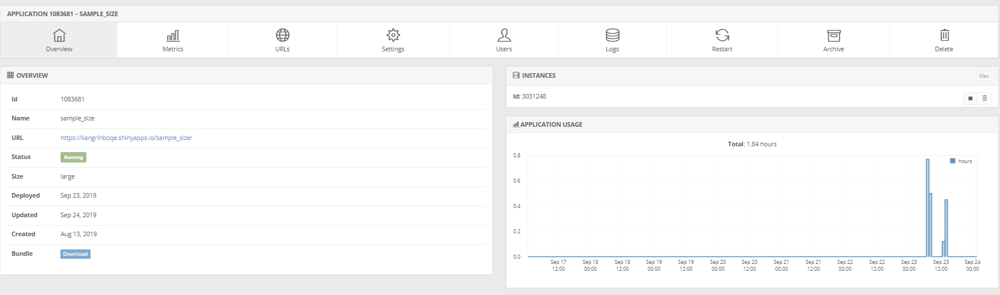 APPLICATION 1083681 – SAMPLE_SIZE
Overview
Metrics
URLs
Settings
Users
Logs
Restart
Archive
Delete
OVERVIEW
Id 1083681
Name sample_size
URL https://kangrinboqe.shinyapps.io/sample_size/
Status Running
Size large
Deployed Sep 23, 2019
Updated Sep 24, 2019
Created Aug 13, 2019
Bundle Download
INSTANCES Max
Id: 3031248
APPLICATION USAGE
Total: 1.84 hours
hours
0.8
0.6
0.4
0.2
0.0
Sep 17 Sep 18 Sep 18 Sep 19 Sep 19 Sep 20 Sep 20 Sep 21 Sep 21 Sep 22 Sep 22 Sep 23 Sep 23 Sep 24
12:00 00:00 12:00 00:00 12:00 00:00 12:00 00:00 12:00 00:00 12:00 00:00 12:00 00:00